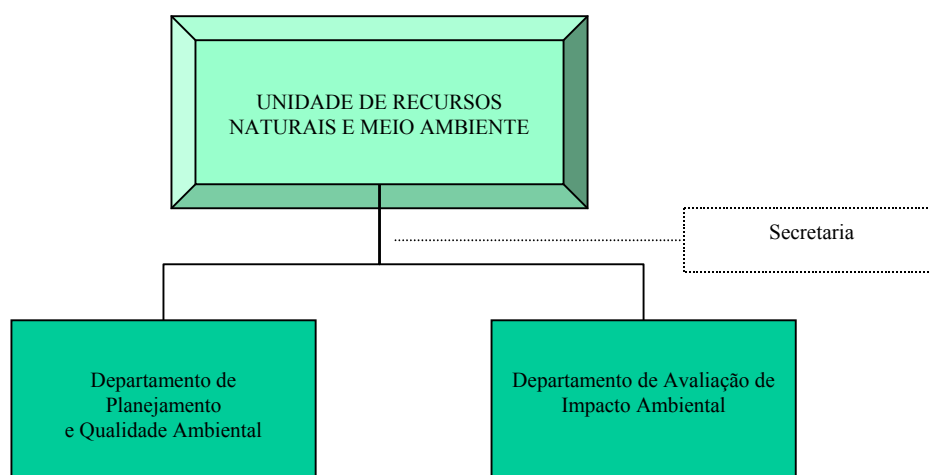 UNIDADE DE RECURSOS
NATURAIS E MEIO AMBIENTE
Secretaria
Departamento de
Planejamento
e Qualidade Ambiental
Departamento de Avaliação de
Impacto Ambiental